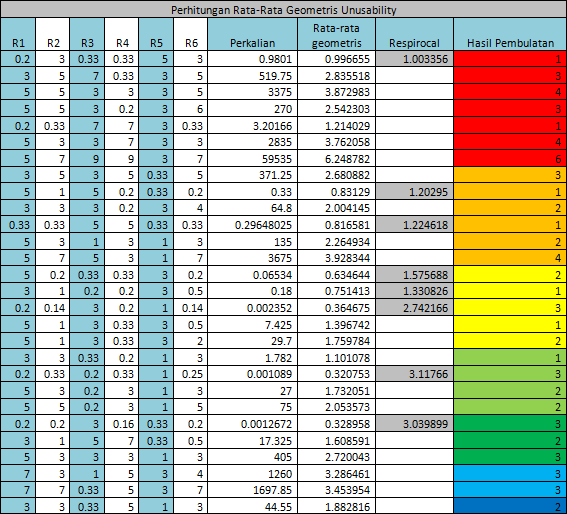 Perhitungan Rata-Rata Geometris Unusability
R1 R2 R3 R4 R5 R6 Perkalian Rata-rata geometris Respirocal Hasil Pembulatan
0.2 3 0.33 0.33 5 3 0.9801 0.996655 1.003356 1
3 5 7 0.33 3 5 519.75 2.835518 3
5 5 3 3 3 5 3375 3.872983 4
5 5 3 0.2 3 6 270 2.542303 3
0.2 0.33 7 7 3 0.33 3.20166 1.214029 1
5 3 3 7 3 3 2835 3.762058 4
5 7 9 9 3 7 59535 6.248782 6
3 5 3 5 0.33 5 371.25 2.680882 3
5 1 5 5 0.33 0.2 0.33 0.83129 1.20295 1
3 3 3 0.2 3 4 64.8 2.004145 2
0.33 0.33 5 5 0.33 0.33 0.29648025 0.816581 1.224618 1
5 3 1 3 1 3 135 2.264934 2
5 7 5 3 1 7 3675 3.928344 4
5 0.2 0.33 0.33 3 0.2 0.06534 0.634644 1.575688 2
3 1 0.2 0.2 3 0.5 0.18 0.751413 1.330826 1
0.2 0.14 3 0.2 1 0.14 0.002352 0.364675 2.742166 3
5 1 3 0.33 3 0.5 7.425 1.396742 1
5 1 3 0.33 3 2 29.7 1.759784 2
3 3 0.33 0.2 1 3 1.782 1.101078 1
0.2 0.33 0.2 0.33 1 0.25 0.001089 0.320753 3.11766 3
5 3 0.2 3 1 3 27 1.732051 2
5 5 0.2 3 1 5 75 2.053573 2
0.2 0.2 3 0.16 0.33 0.2 0.0012672 0.328958 3.039899 3
3 1 5 7 0.33 0.5 17.325 1.608591 2
5 3 3 3 1 3 405 2.720043 3
7 3 1 5 3 4 1260 3.286461 3
7 7 0.33 5 3 7 1697.85 3.453954 3
3 3 0.33 5 1 3 44.55 1.882816 2